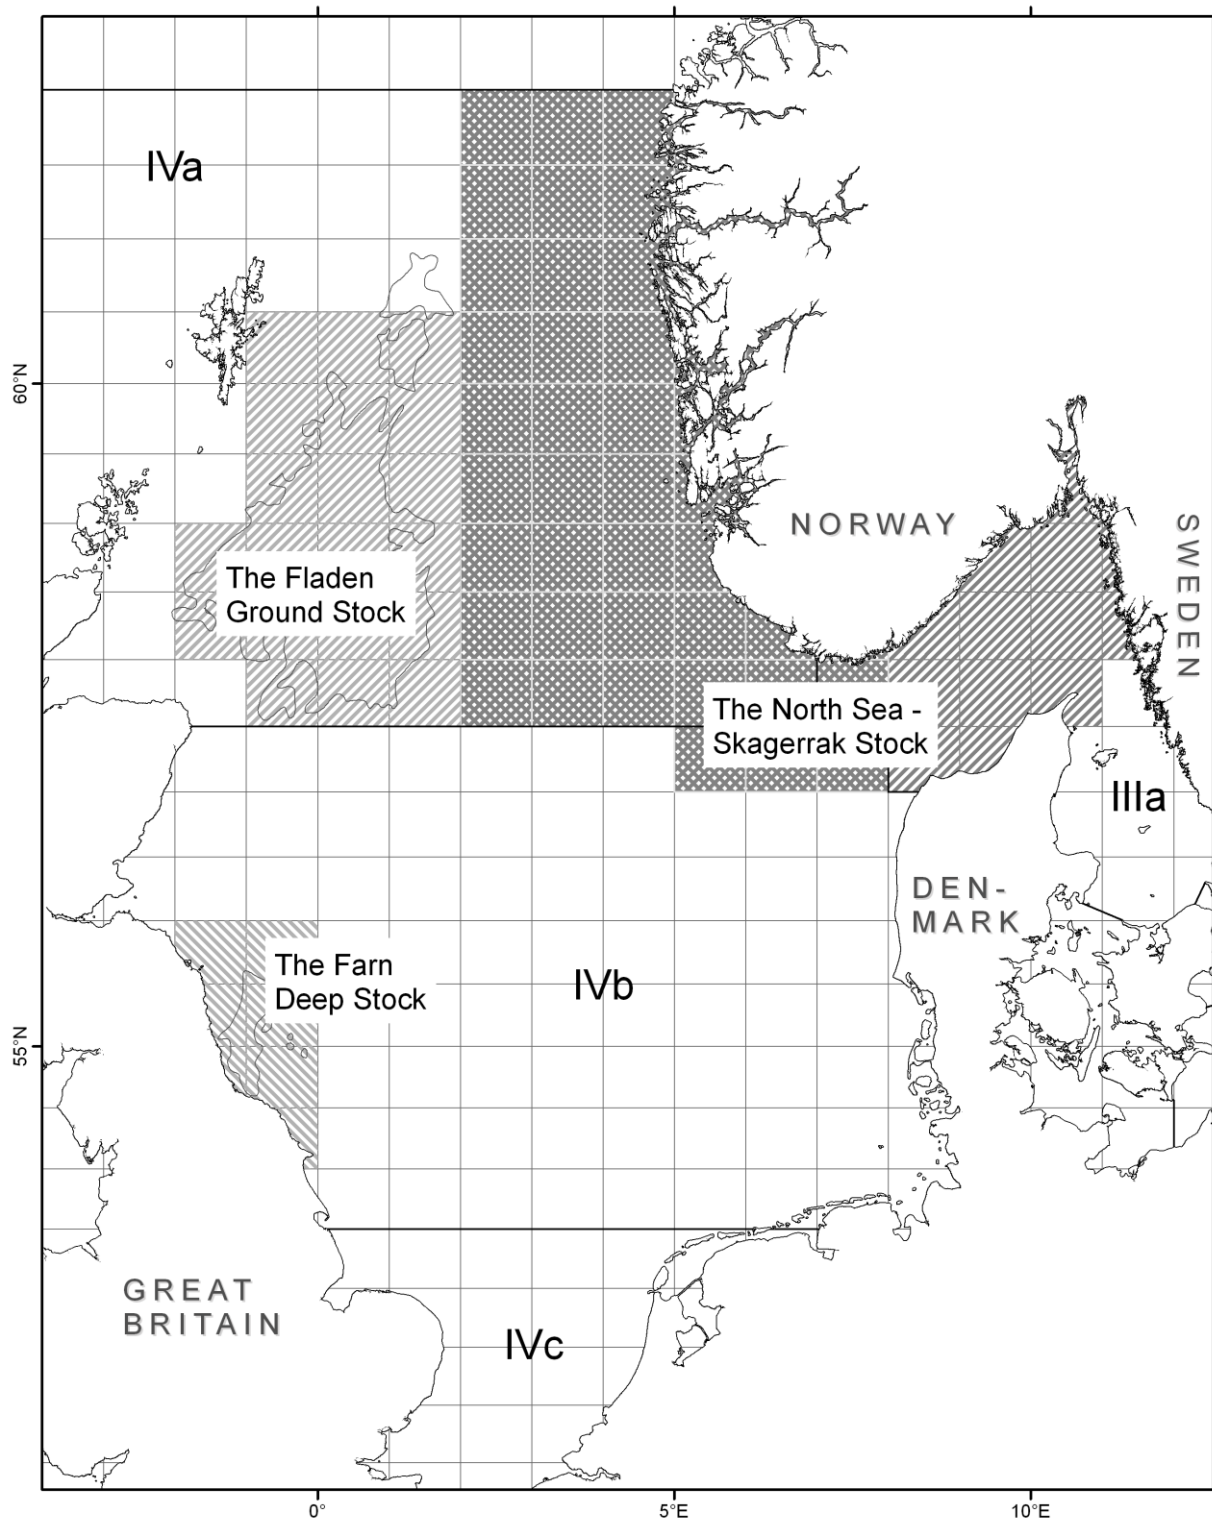 IVa
60°N
NORWAY
SWEDEN
The Fladen
Ground Stock
The North Sea -
Skagerrak Stock
IIIa
DEN-
MARK
The Farn
Deep Stock
IVb
55°N
GREAT
BRITAIN
IVc
0°
5°E
10°E